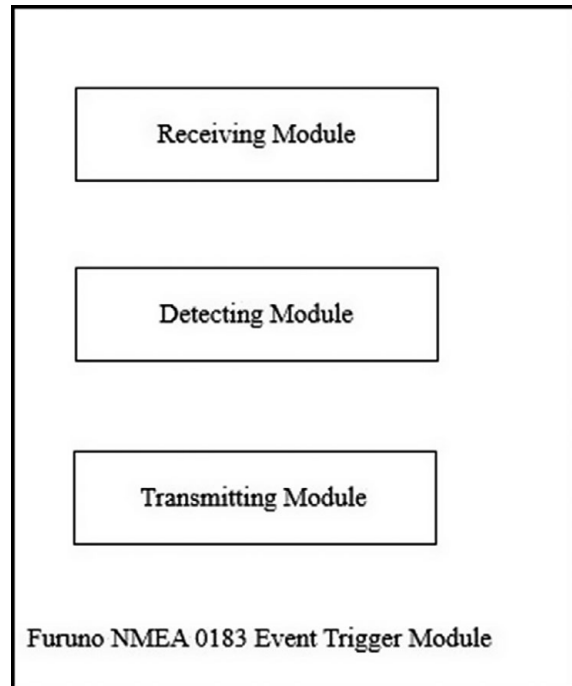 Receiving Module
Detecting Module
Transmitting Module
Furuno NMEA 0183 Event Trigger Module